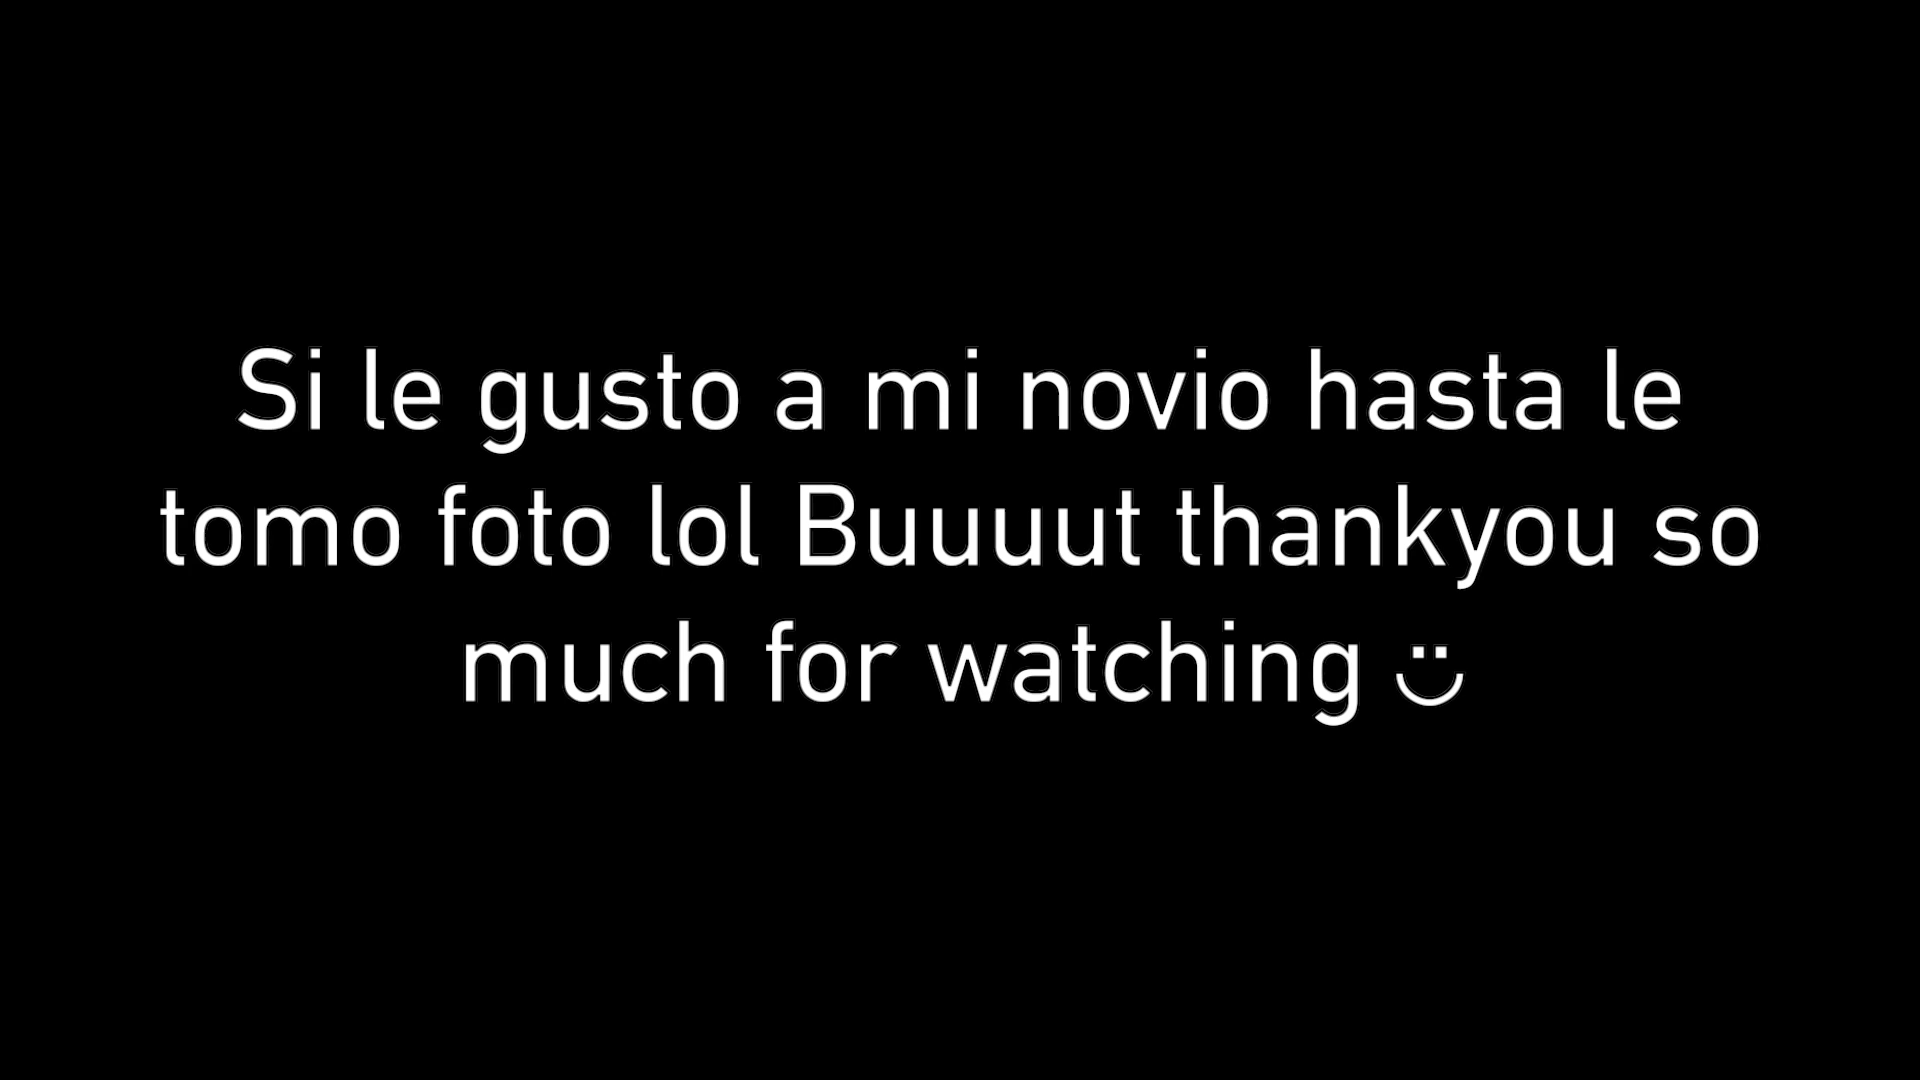 Si le gusto a mi novio hasta le
tomo foto lol Buuuut thankyou so
much for watching ☺